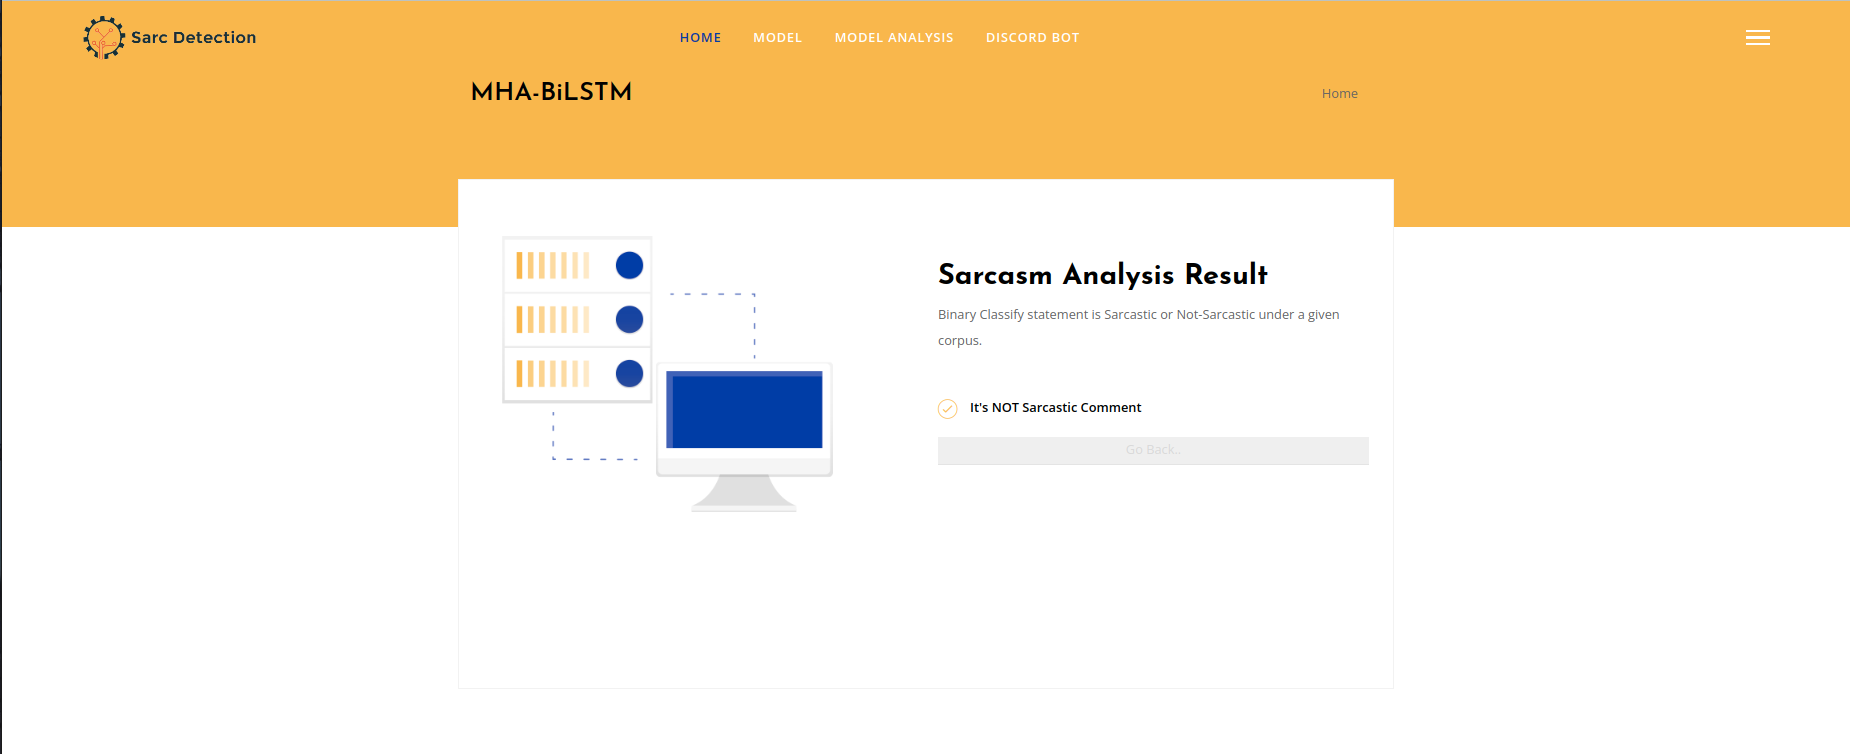 Sarc Detection
HOME
MODEL
MODEL ANALYSIS
DISCORD BOT
MHA-BiLSTM
Home
Sarcasm Analysis Result
Binary Classify statement is Sarcastic or Not-Sarcastic under a given
corpus.
It's NOT Sarcastic Comment
Go Back..